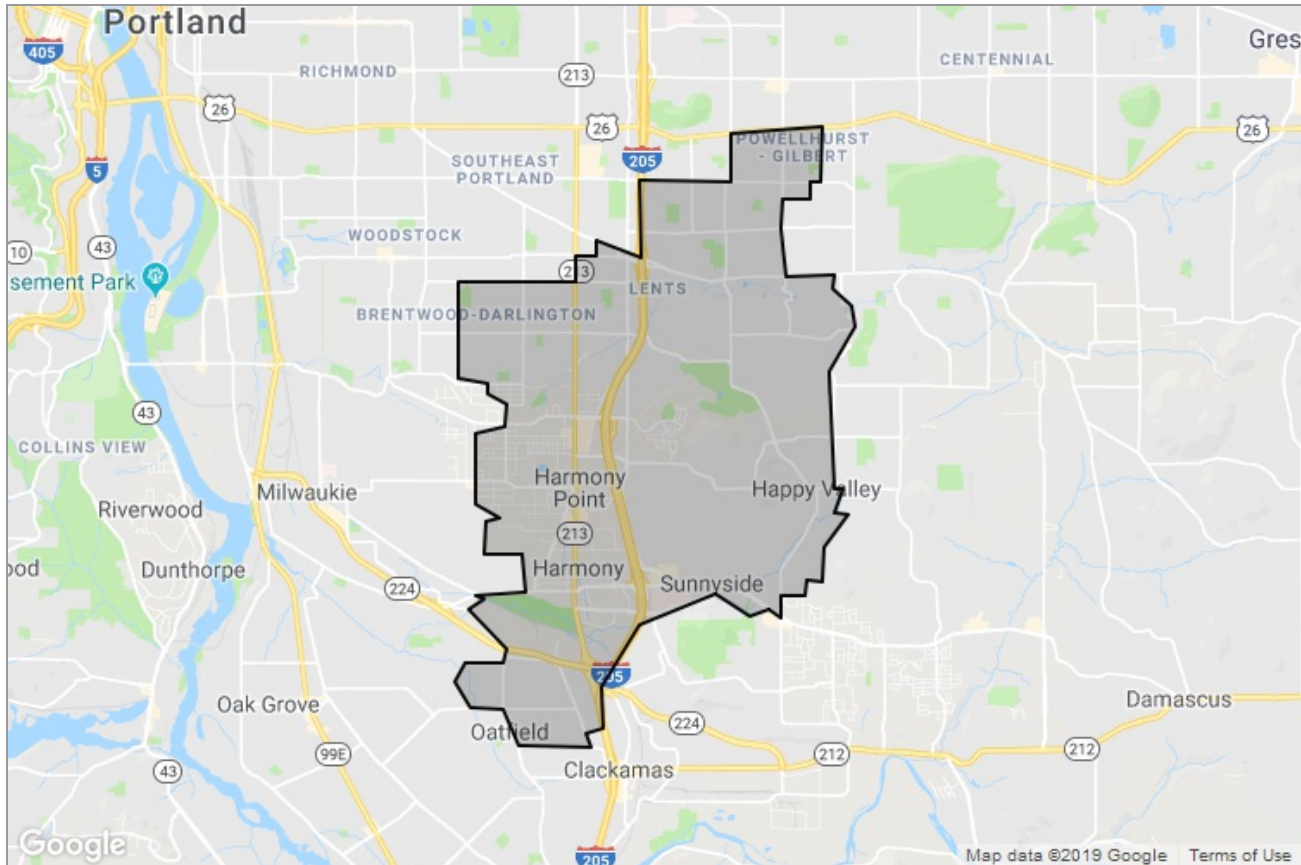 Portland
405
RICHMOND
213
CENTENNIAL
Gres
26
26
26
5
SOUTHEAST
PORTLAND
205
POWELLHURST
- GILBERT
43
10
WOODSTOCK
213
sement Park
LENTS
BRENTWOOD-DARLINGTON
43
COLLINS VIEW
Riverwood
Milwaukie
Harmony
Point
Happy Valley
213
ood
Dunthorpe
Harmony
Sunnyside
224
205
Oak Grove
Oatfield
224
Damascus
99E
212
212
43
Clackamas
Google
205
Map data ©2019 Google
Terms of Use